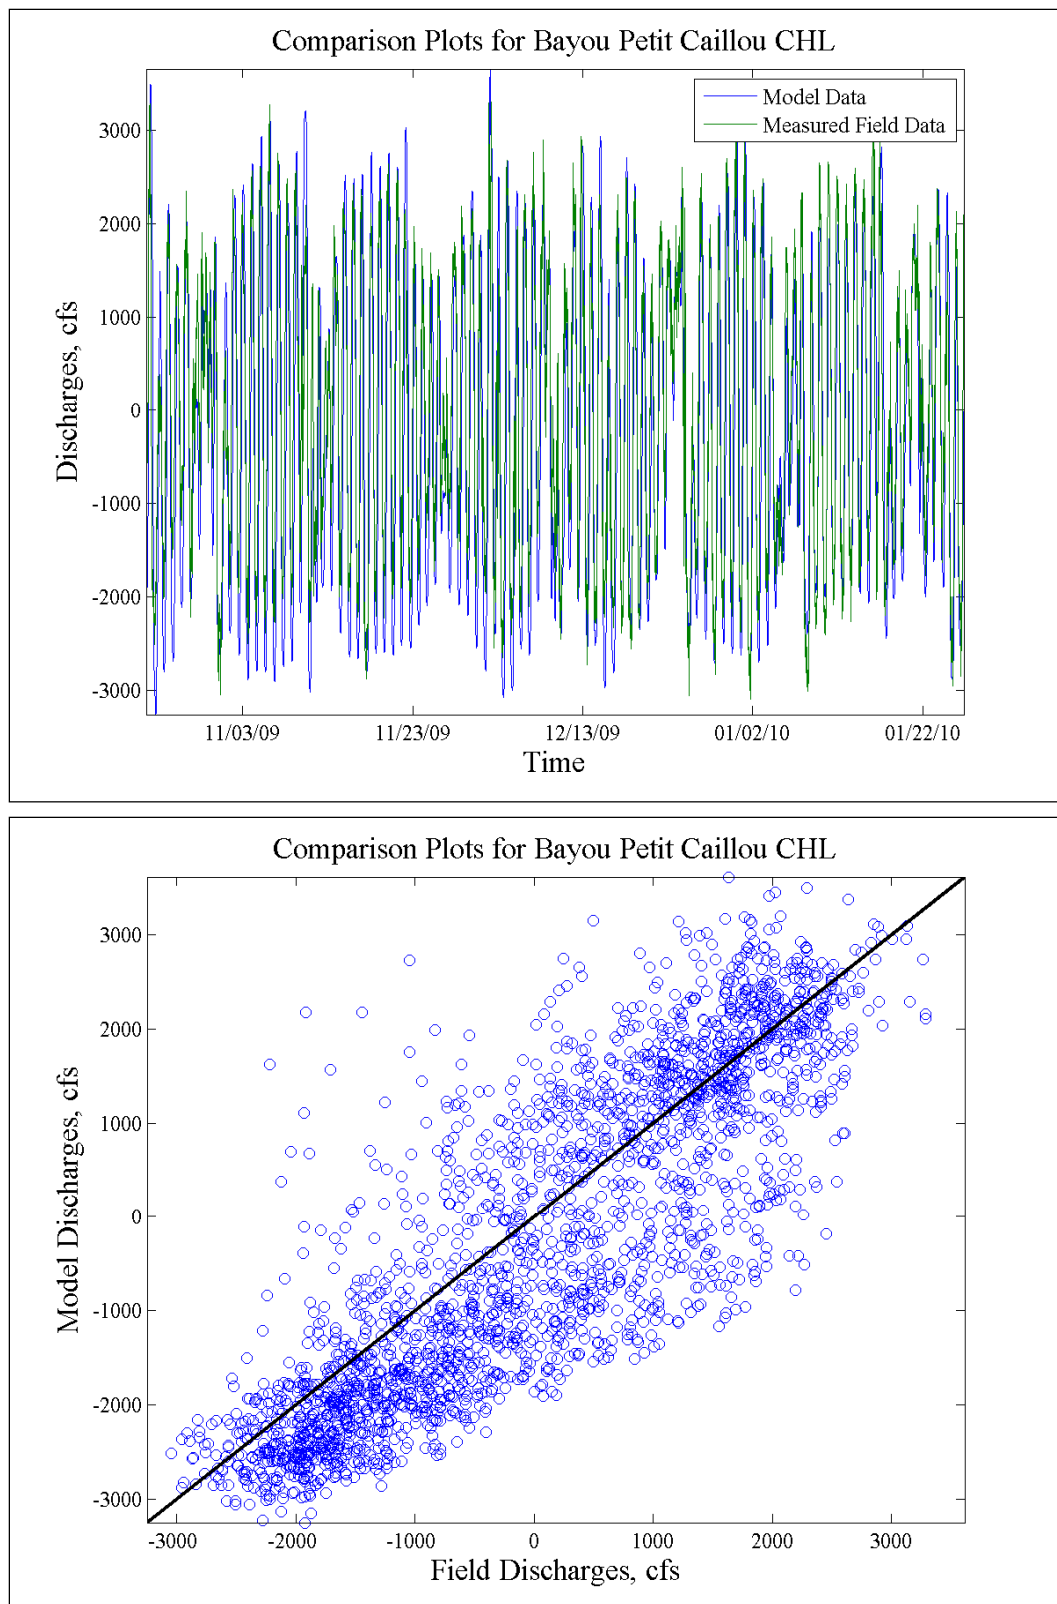 Comparison Plots for Bayou Petit Caillou CHL
Model Data
Measured Field Data
3000
2000
1000
0
-1000
-2000
-3000
Discharges, cfs
11/03/09 11/23/09 12/13/09 01/02/10 01/22/10
Time
Comparison Plots for Bayou Petit Caillou CHL
3000
2000
1000
0
-1000
-2000
-3000
Model Discharges, cfs
-3000 -2000 -1000 0 1000 2000 3000
Field Discharges, cfs